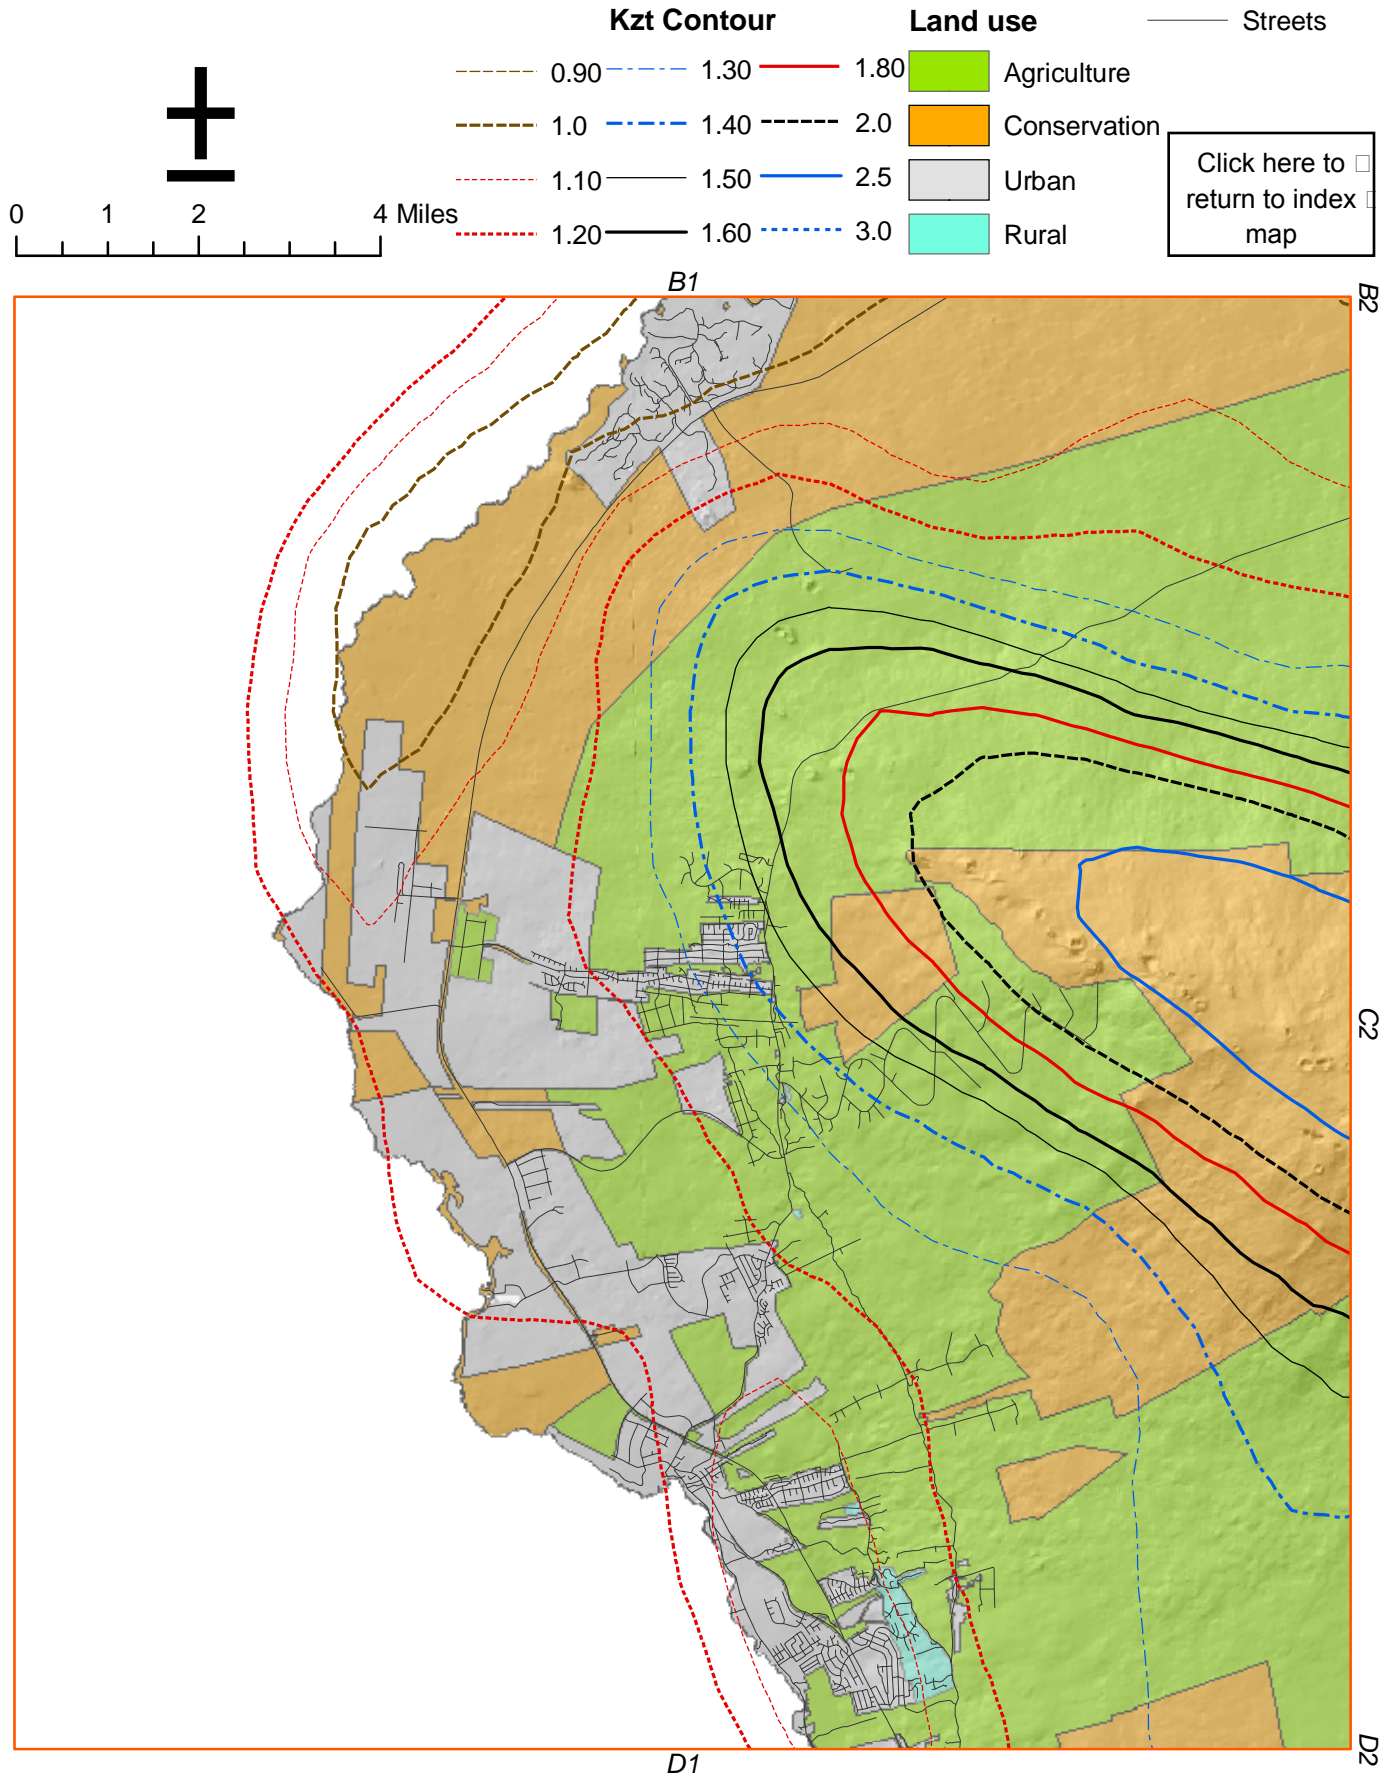 Kzt Contour
Land use
Streets
0.90
1.30
1.80
Agriculture
1.0
1.40
2.0
Conservation
1.10
1.50
2.5
Urban
1.20
1.60
3.0
Rural
Click here to
return to index
map
0 1 2 4 Miles
B1
B2
C2
D1
D2